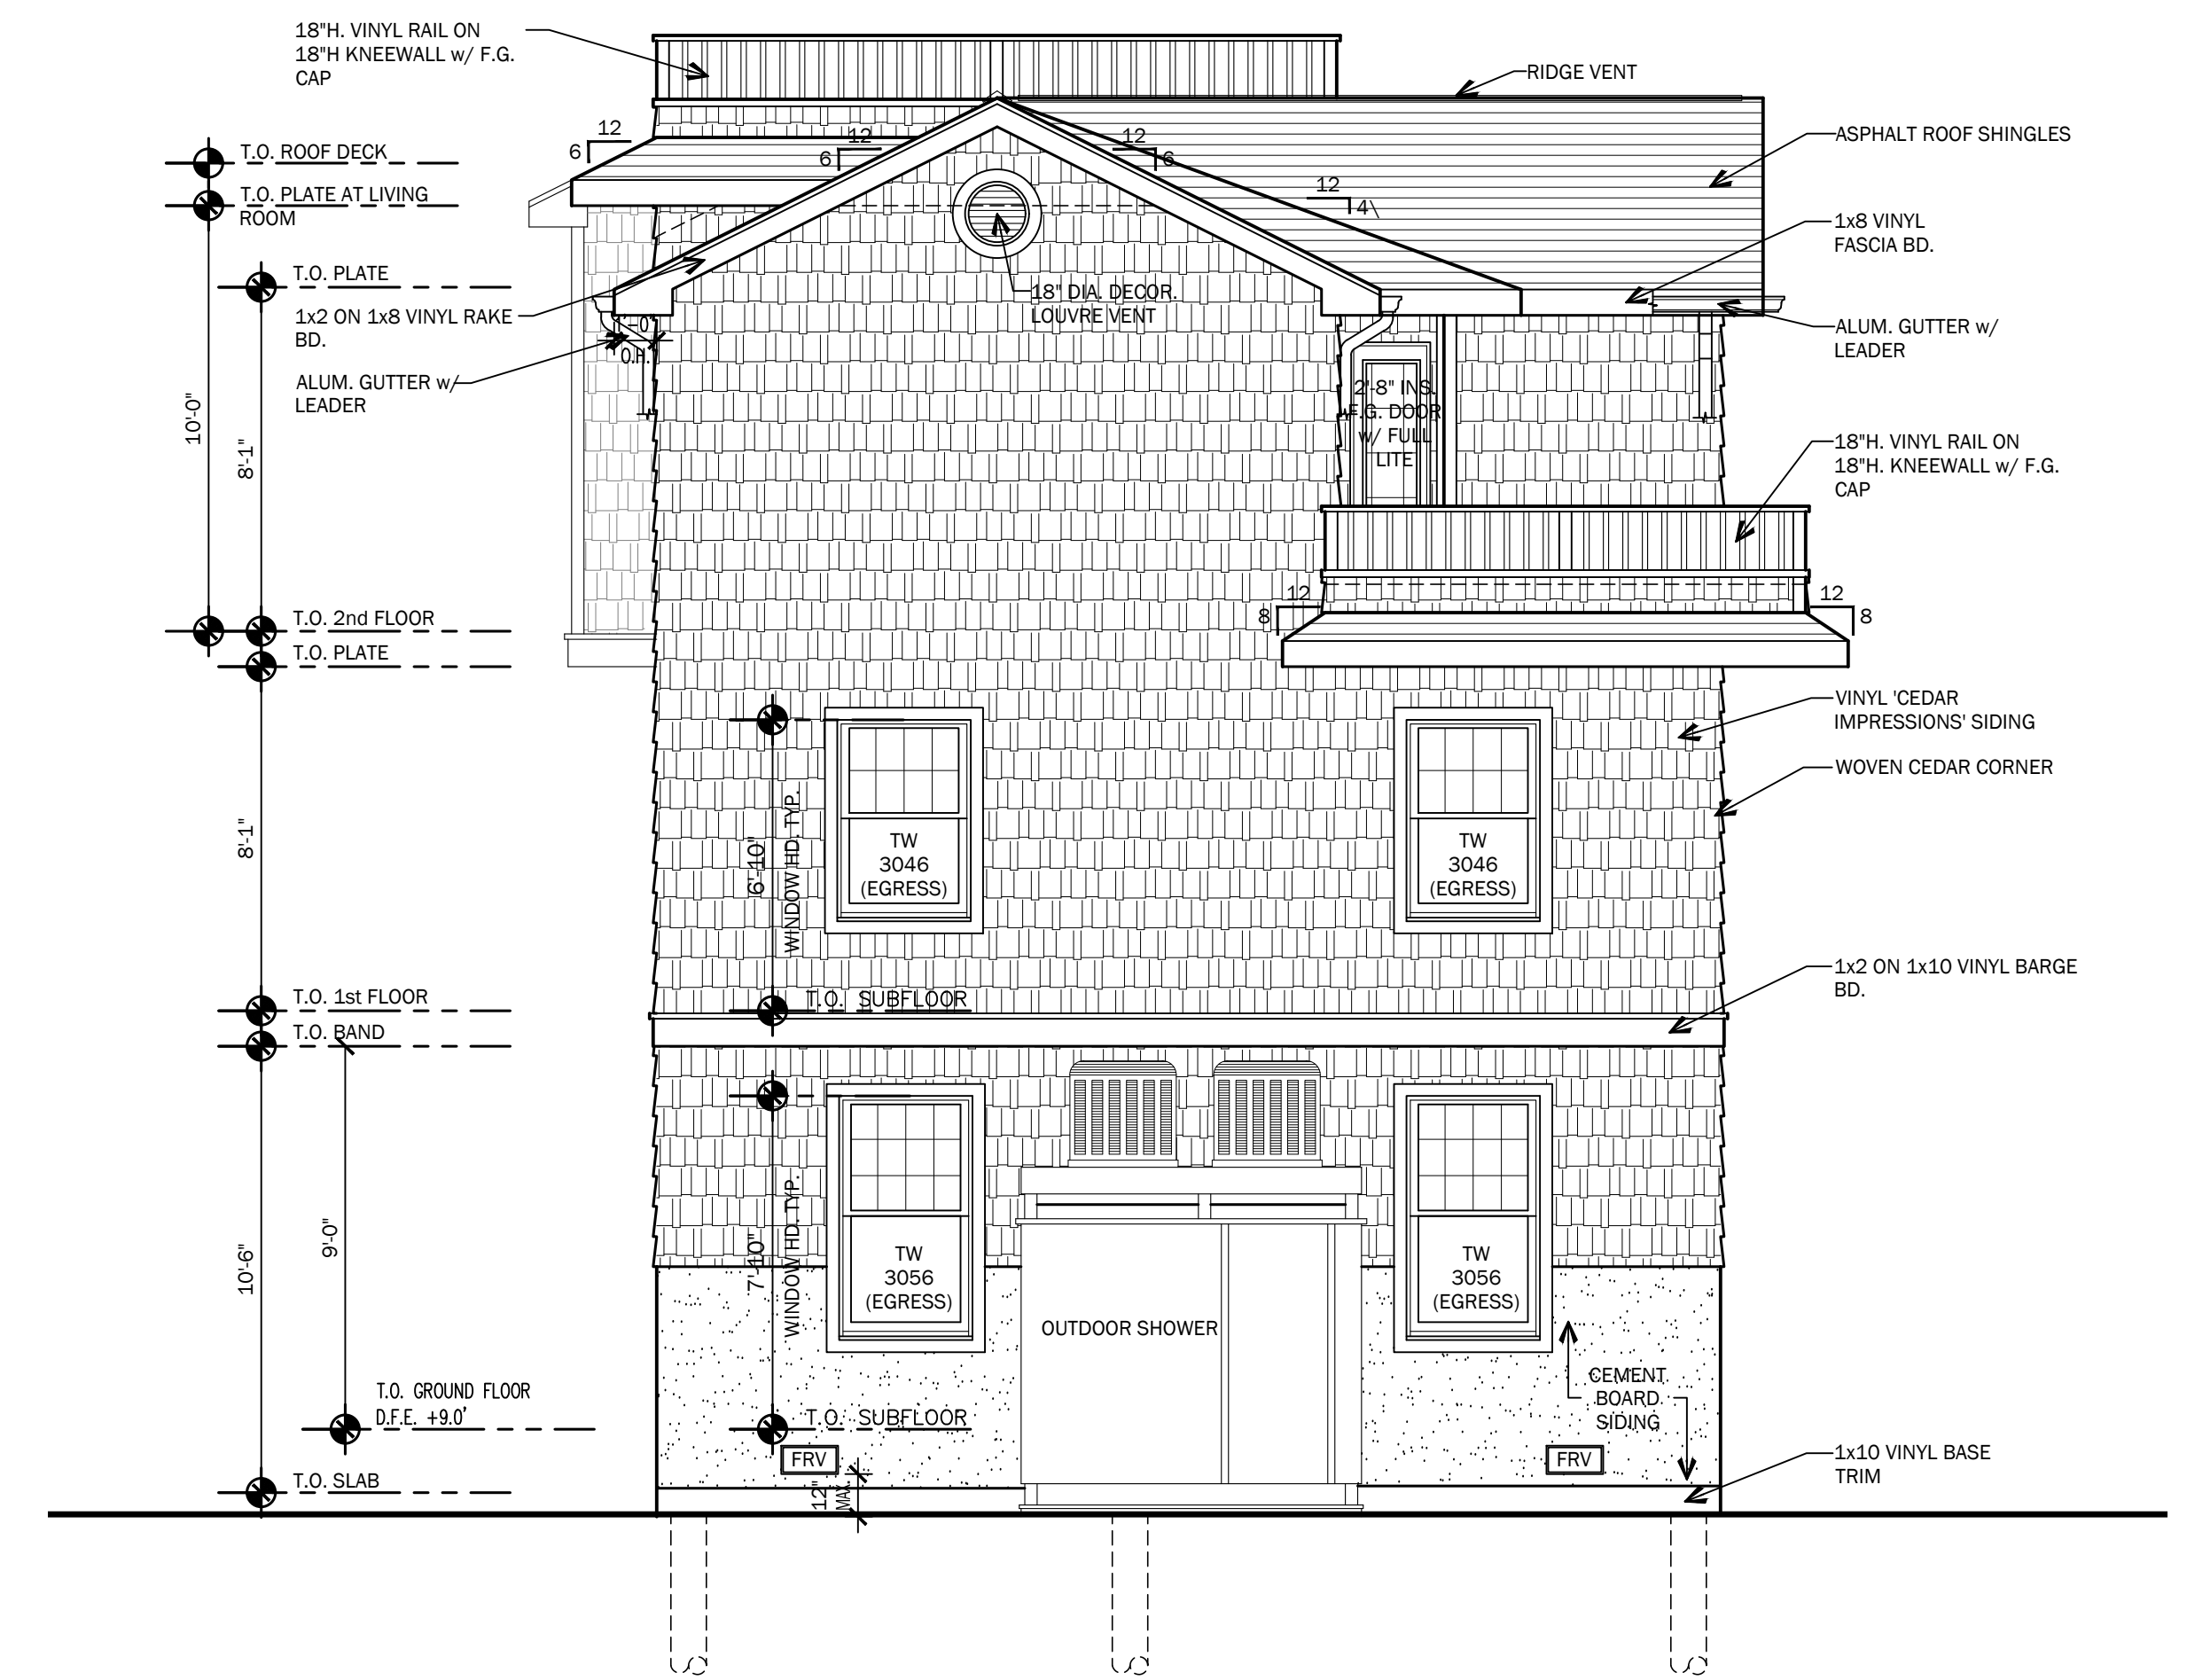 18"H. VINYL RAIL ON
18"H KNEEWALL w/ F.G.
CAP
RIDGE VENT
ASPHALT ROOF SHINGLES
12
6
12
6
12
6
12
4\
T.O. ROOF DECK
T.O. PLATE AT LIVING
ROOM
1x8 VINYL
FASCIA BD.
T.O. PLATE
18" DIA. DECOR.
LOUVRE VENT
1x2 ON 1x8 VINYL RAKE
BD.
O.H.
ALUM. GUTTER w/
LEADER
ALUM. GUTTER w/
LEADER
2'-8" INS.
F.G. DOOR
w/ FULL
LITE
10'-0"
8'-1"
18"H. VINYL RAIL ON
18"H. KNEEWALL w/ F.G.
CAP
12
8
12
8
T.O. 2nd FLOOR
T.O. PLATE
VINYL 'CEDAR
IMPRESSIONS' SIDING
WOVEN CEDAR CORNER
8'-1"
6'-10"
WINDOW HD. TYP.
TW
3046
(EGRESS)
TW
3046
(EGRESS)
1x2 ON 1x10 VINYL BARGE
BD.
T.O. 1st FLOOR
T.O. SUBFLOOR
T.O. BAND
10'-6"
9'-0"
7'-10"
WINDOW HD. TYP.
TW
3056
(EGRESS)
TW
3056
(EGRESS)
OUTDOOR SHOWER
CEMENT
BOARD
SIDING
T.O. GROUND FLOOR
D.F.E. +9.0'
T.O. SUBFLOOR
FRV
FRV
1x10 VINYL BASE
TRIM
T.O. SLAB
12"
MAX.